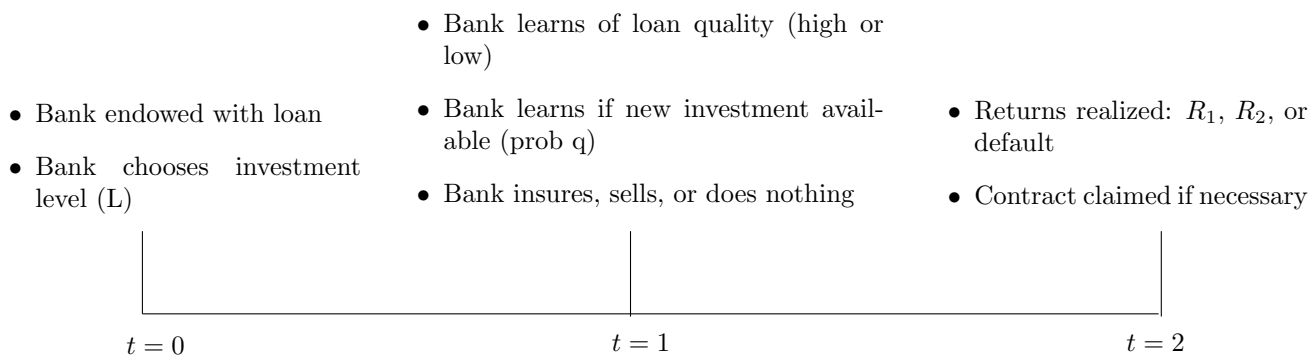 • Bank endowed with loan
• Bank chooses investment
level (L)
• Bank learns of loan quality (high or
low)
• Bank learns if new investment avail-
able (prob q)
• Bank insures, sells, or does nothing
• Returns realized: R₁, R₂, or
default
• Contract claimed if necessary
t = 0
t = 1
t = 2